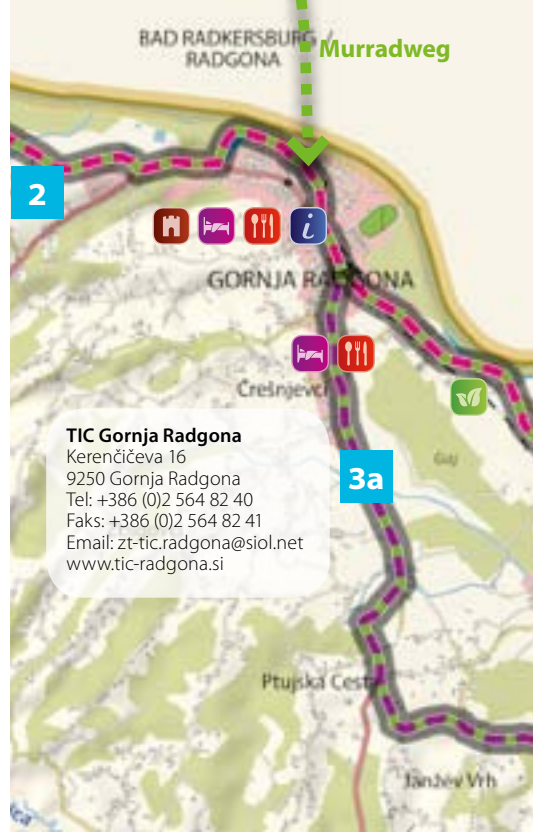 BAD RADKERSBURG /
RADGONA
Murradweg
2
i
GORNJA RADGONA
Črešnjevci
TIC Gornja Radgona
Kerenčičeva 16
9250 Gornja Radgona
Tel: +386 (0)2 564 82 40
Faks: +386 (0)2 564 82 41
Email: zt-tic.radgona@siol.net
www.tic-radgona.si
3a
Ptujska Cesta
Janžev Vrh